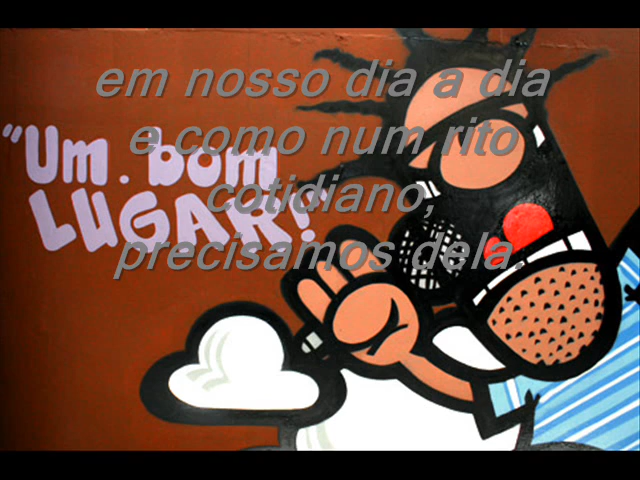 em nosso dia a dia
e como num rito
cotidiano,
precisamos dela.
"Um. bom
LUGAR!"